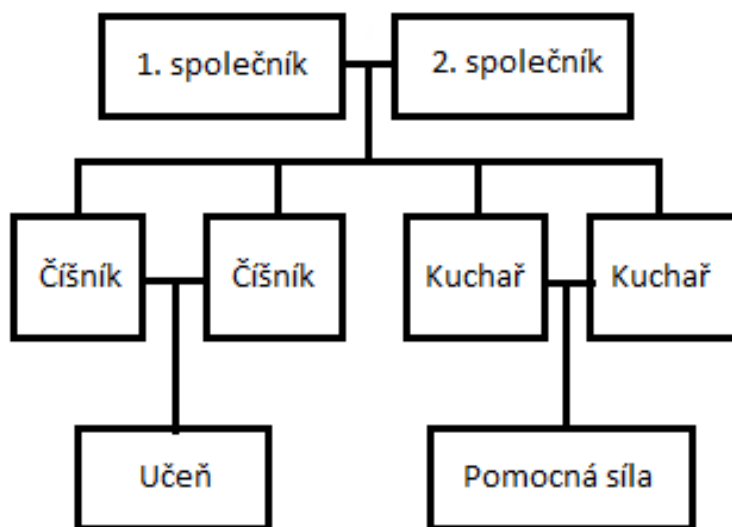 1. společník
2. společník
Číšník
Číšník
Kuchař
Kuchař
Učeň
Pomocná síla